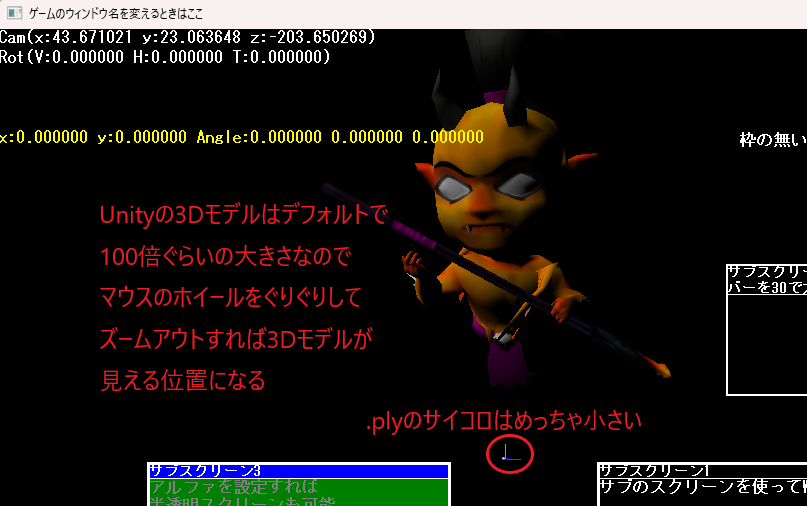 ゲームのウィンドウ名を変えるときはここ
Cam(x:43.671021 y:23.063648 z:-203.650269)
Rot(V:0.000000 H:0.000000 T:0.000000)
x:0.000000 y:0.000000 Angle:0.000000 0.000000 0.000000
枠の無い
Unityの3Dモデルはデフォルトで
100倍ぐらいの大きさなので
マウスのホイールをぐりぐりして
ズームアウトすれば3Dモデルが
見える位置になる
サブスクリー
バーを30で
.plyのサイコロはめっちゃ小さい
サブスクリーン3
アルファを設定すれば
半透明スクリーンも可能
サブスクリーン1
サブのスクリーンを使って